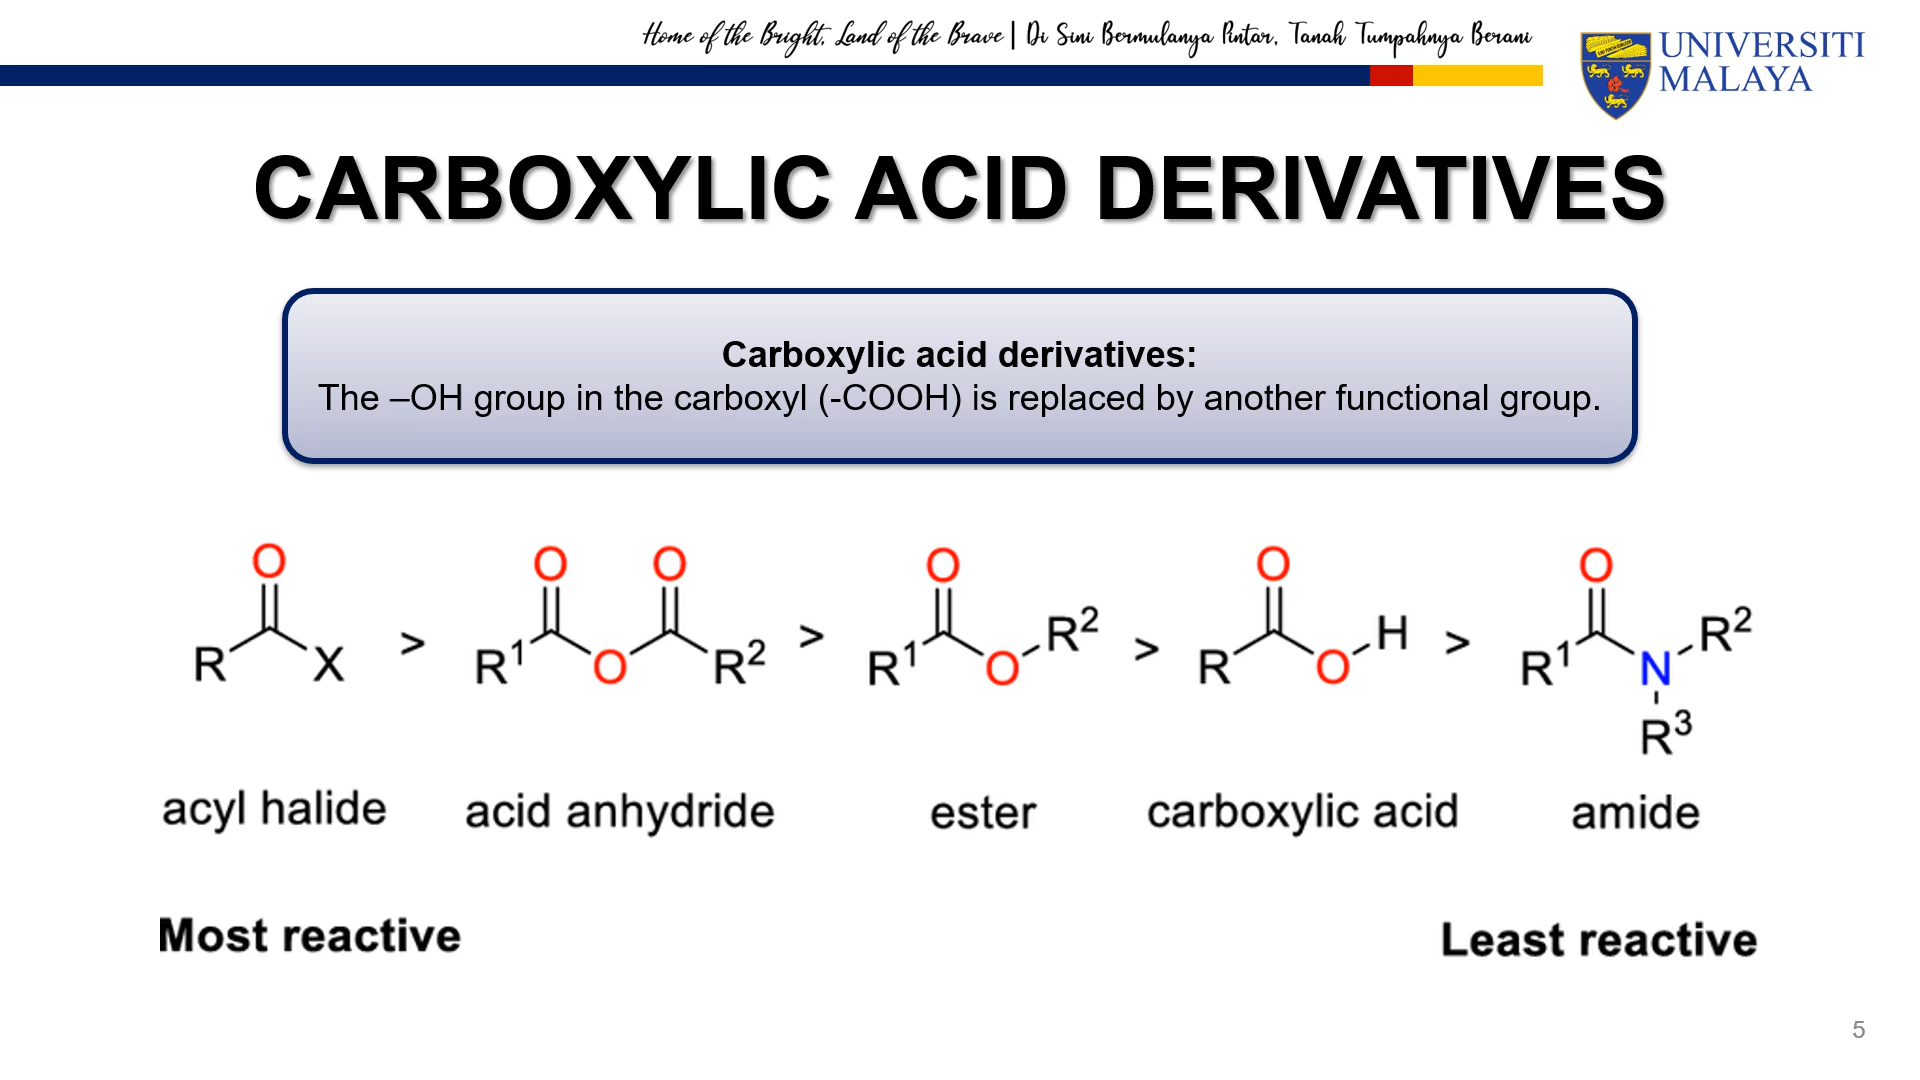 Home of the Bright, Land of the Brave | Di Sini Bermulanya Pintar, Tanah Tumpahnya Berani
UNIVERSITI
MALAYA
CARBOXYLIC ACID DERIVATIVES
Carboxylic acid derivatives:
The –OH group in the carboxyl (-COOH) is replaced by another functional group.
O
R X
>
O O
R¹ O R²
>
O
R¹ O R²
>
O
R O H
>
O
R¹ N R²
R³
acyl halide
acid anhydride
ester
carboxylic acid
amide
Most reactive
Least reactive
5